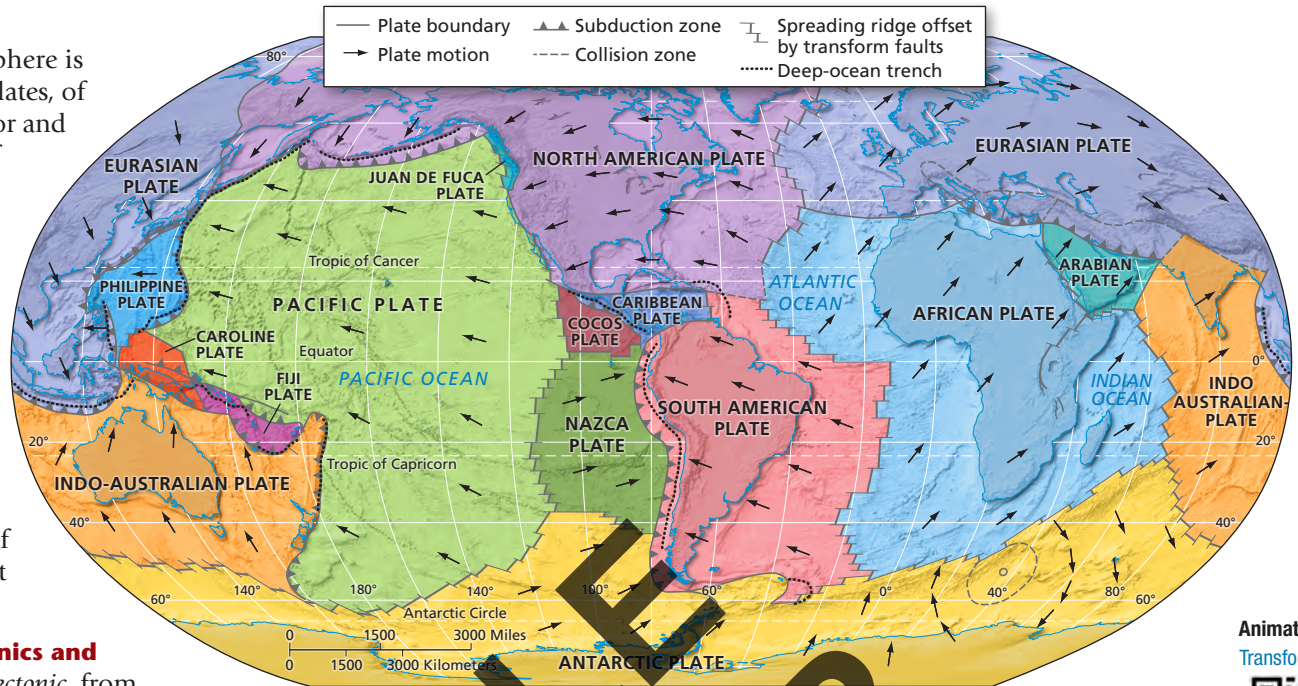 phere is
lates, of
or and
of
t
nics and
ectonic, from
Plate boundary
Plate motion
Subduction zone
Collision zone
Spreading ridge offset
by transform faults
Deep-ocean trench
80°
EURASIAN
PLATE
JUAN DE FUCA
PLATE
NORTH AMERICAN PLATE
EURASIAN PLATE
PHILIPPINE
PLATE
Tropic of Cancer
PACIFIC PLATE
CAROLINE
PLATE
Equator
FIJI
PLATE
PACIFIC OCEAN
COCOS
PLATE
CARIBBEAN
PLATE
ATLANTIC
OCEAN
AFRICAN PLATE
ARABIAN
PLATE
0°
INDIAN
OCEAN
INDO
AUSTRALIAN-
PLATE
NAZCA
PLATE
SOUTH AMERICAN
PLATE
20°
20°
Tropic of Capricorn
INDO-AUSTRALIAN PLATE
40°
40°
60°
140°
180°
140°
100°
60°
0°
40°
80°
60°
Antarctic Circle
0 1500 3000 Miles
0 1500 3000 Kilometers
ANTARCTIC PLATE
E
Animat
Transfo